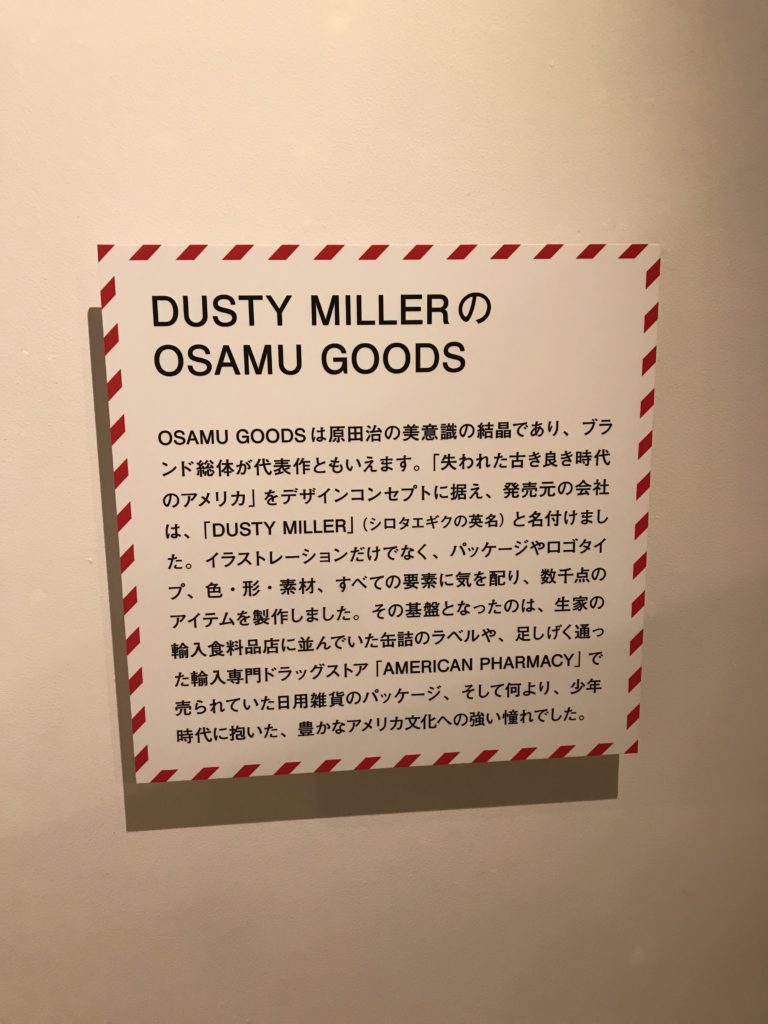 DUSTY MILLERの
OSAMU GOODS
OSAMU GOODSは原田治の美意識の結晶であり、ブラ
ンド総体が代表作ともいえます。「失われた古き良き時代
のアメリカ」をデザインコンセプトに据え、発売元の会社
は、「DUSTY MILLER」（シロタエギクの英名）と名付けまし
た。イラストレーションだけでなく、パッケージやロゴタイ
プ、色・形・素材、すべての要素に気を配り、数千点の
アイテムを製作しました。その基盤となったのは、生家の
輸入食料品店に並んでいた缶詰のラベルや、足しげく通っ
た輸入専門ドラッグストア「AMERICAN PHARMACY」で
売られていた日用雑貨のパッケージ、そして何より、少年
時代に抱いた、豊かなアメリカ文化への強い憧れでした。